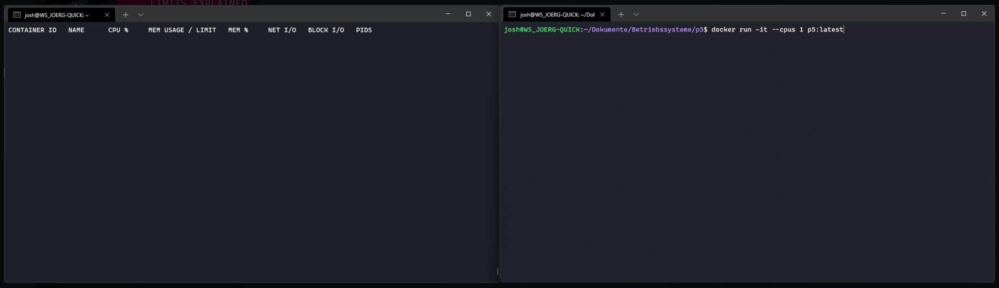 LIMITS EXPLAINED
josh@WS_JOERG-QUICK: ~
CONTAINER ID NAME CPU % MEM USAGE / LIMIT MEM % NET I/O BLOCK I/O PIDS
josh@WS_JOERG-QUICK: ~/Dol
josh@WS_JOERG-QUICK:~/Dokumente/Betriebssysteme/p5$ docker run -it --cpus 1 p5:latest